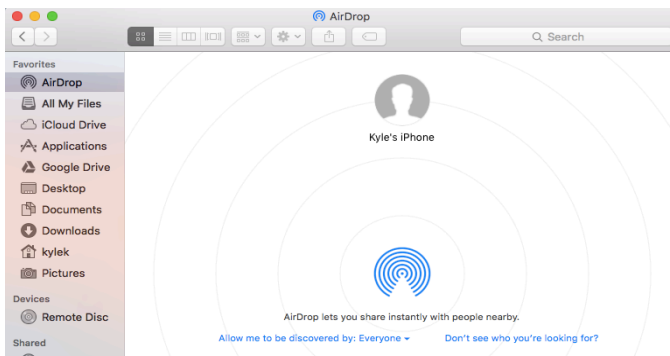 AirDrop
Search
Favorites
AirDrop
All My Files
iCloud Drive
Applications
Google Drive
Desktop
Documents
Downloads
kylek
Pictures
Devices
Remote Disc
Shared
Kyle's iPhone
AirDrop lets you share instantly with people nearby.
Allow me to be discovered by: Everyone Don't see who you're looking for?